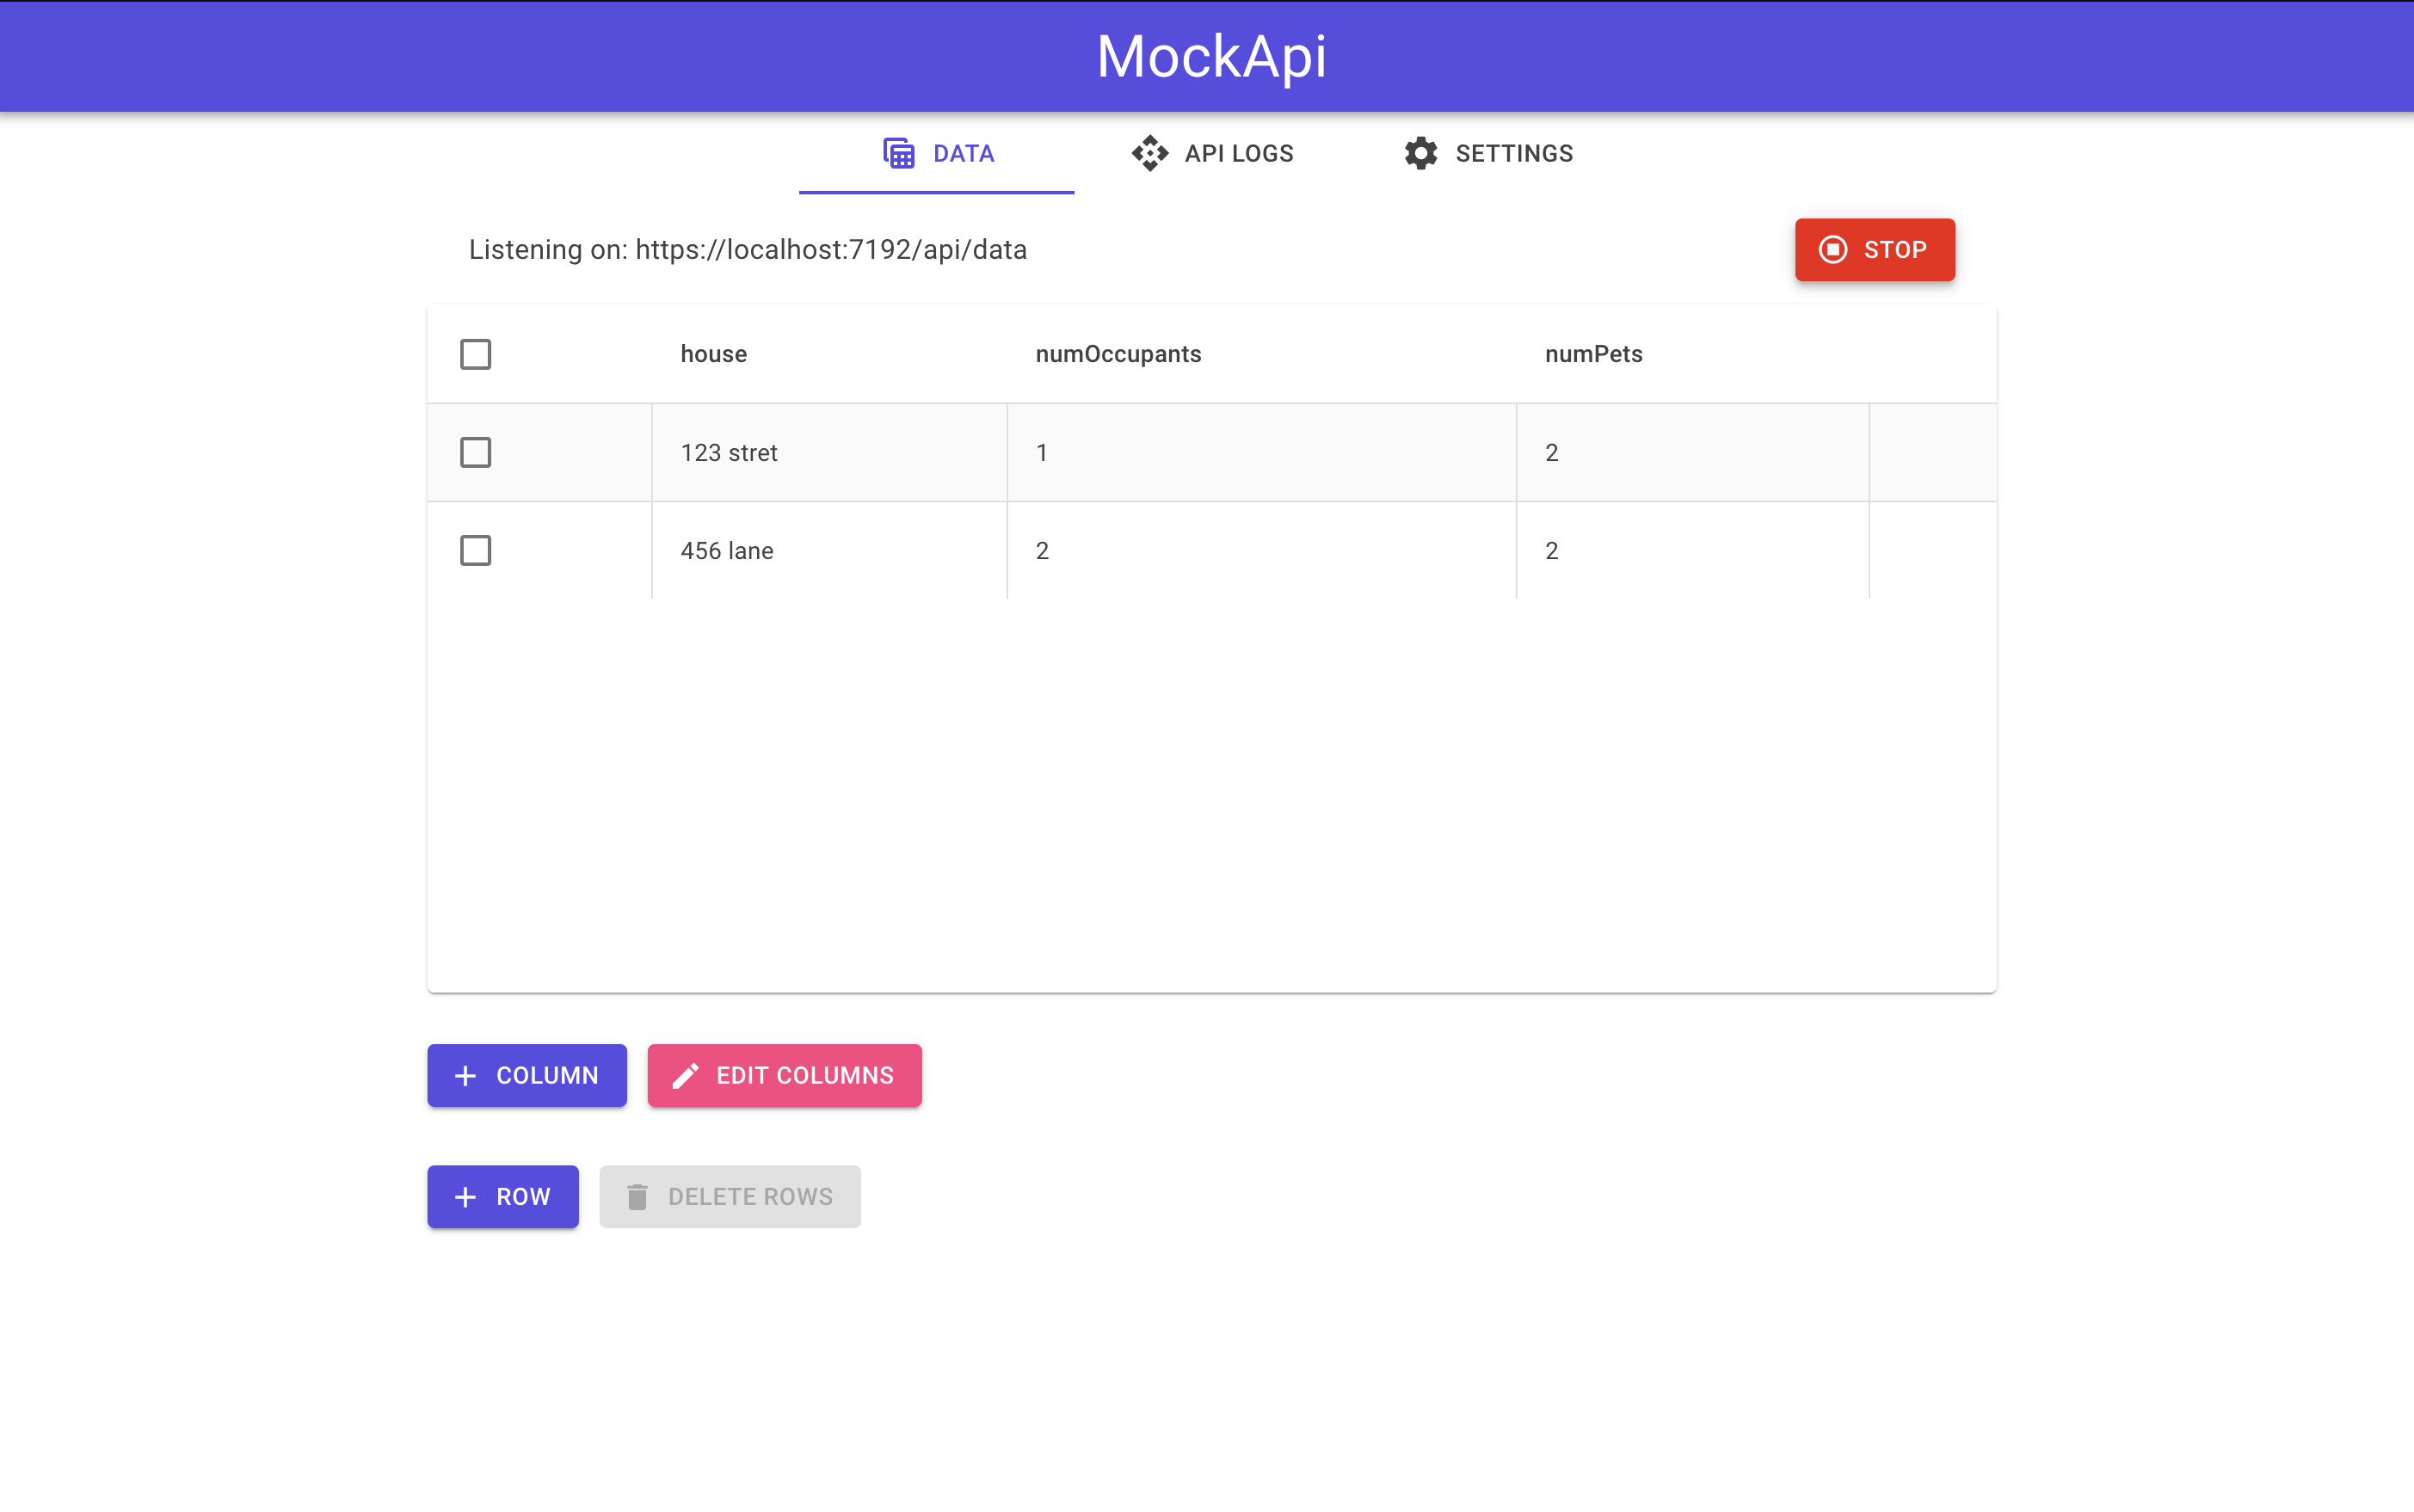 MockApi
DATA API LOGS SETTINGS
Listening on: https://localhost:7192/api/data STOP
house numOccupants numPets
123 stret 1 2
456 lane 2 2
COLUMN EDIT COLUMNS
ROW DELETE ROWS